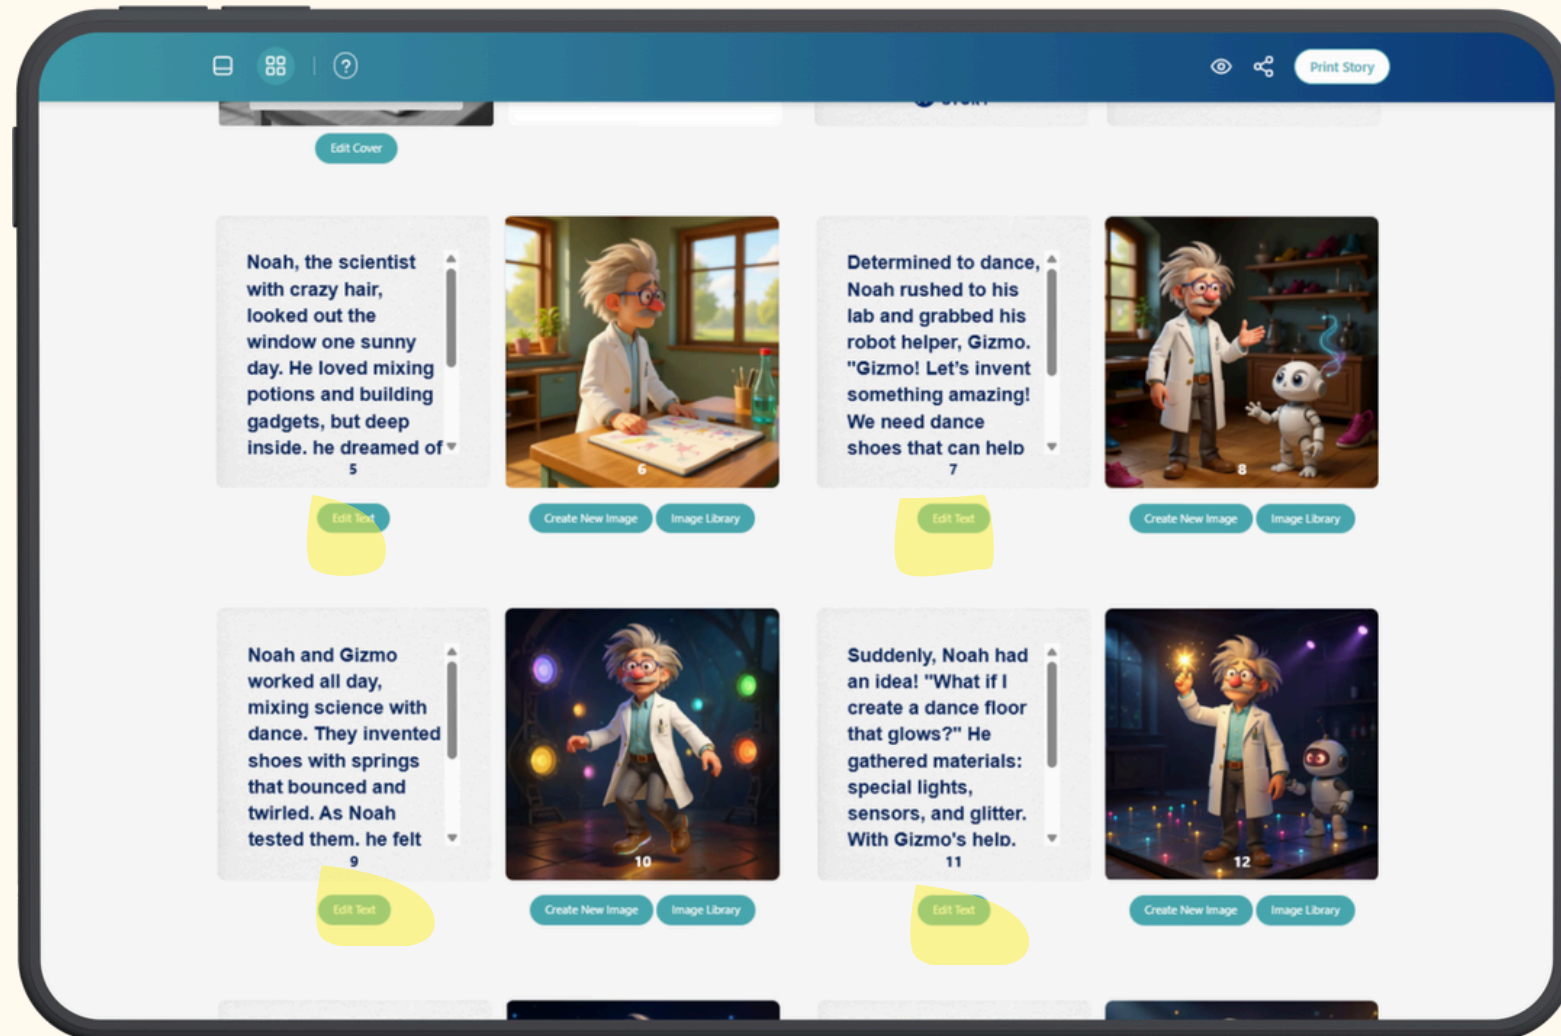 Print Story
Edit Cover
Noah, the scientist
with crazy hair,
looked out the
window one sunny
day. He loved mixing
potions and building
gadgets, but deep
inside, he dreamed of
5
6
Determined to dance,
Noah rushed to his
lab and grabbed his
robot helper, Gizmo.
"Gizmo! Let's invent
something amazing!
We need dance
shoes that can help
7
8
Edit Text
Create New Image
Image Library
Edit Text
Create New Image
Image Library
Noah and Gizmo
worked all day,
mixing science with
dance. They invented
shoes with springs
that bounced and
twirled. As Noah
tested them, he felt
9
10
Suddenly, Noah had
an idea! "What if I
create a dance floor
that glows?" He
gathered materials:
special lights,
sensors, and glitter.
With Gizmo's help,
11
12
Edit Text
Create New Image
Image Library
Edit Text
Create New Image
Image Library